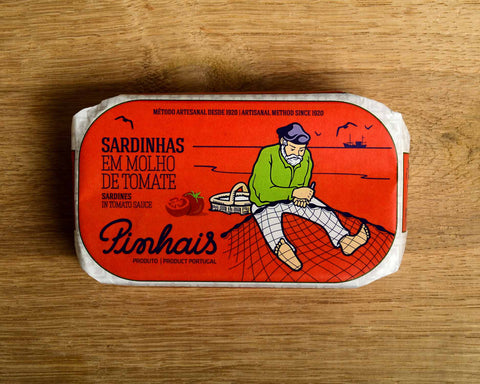 MÉTODO ARTESANAL DESDE 1920 | ARTISANAL METHOD SINCE 1920
SARDINHAS
EM MOLHO
DE TOMATE
SARDINES
IN TOMATO SAUCE
Pinhais
PRODUTO | PRODUCT PORTUGAL